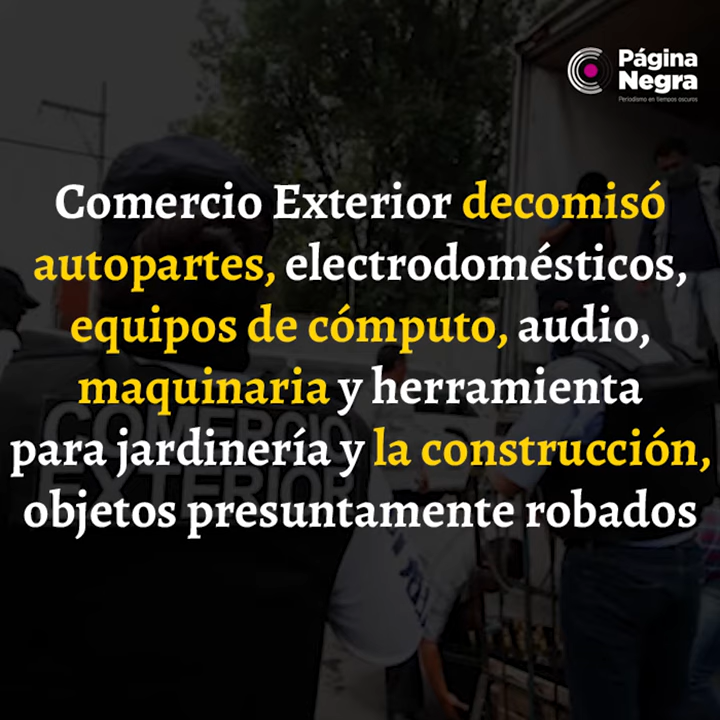 Página
Negra
Periodismo en tiempos oscuros
Comercio Exterior decomisó
autopartes, electrodomésticos,
equipos de cómputo, audio,
maquinaria y herramienta
para jardinería y la construcción,
objetos presuntamente robados
COMERCIO
EXTERIOR